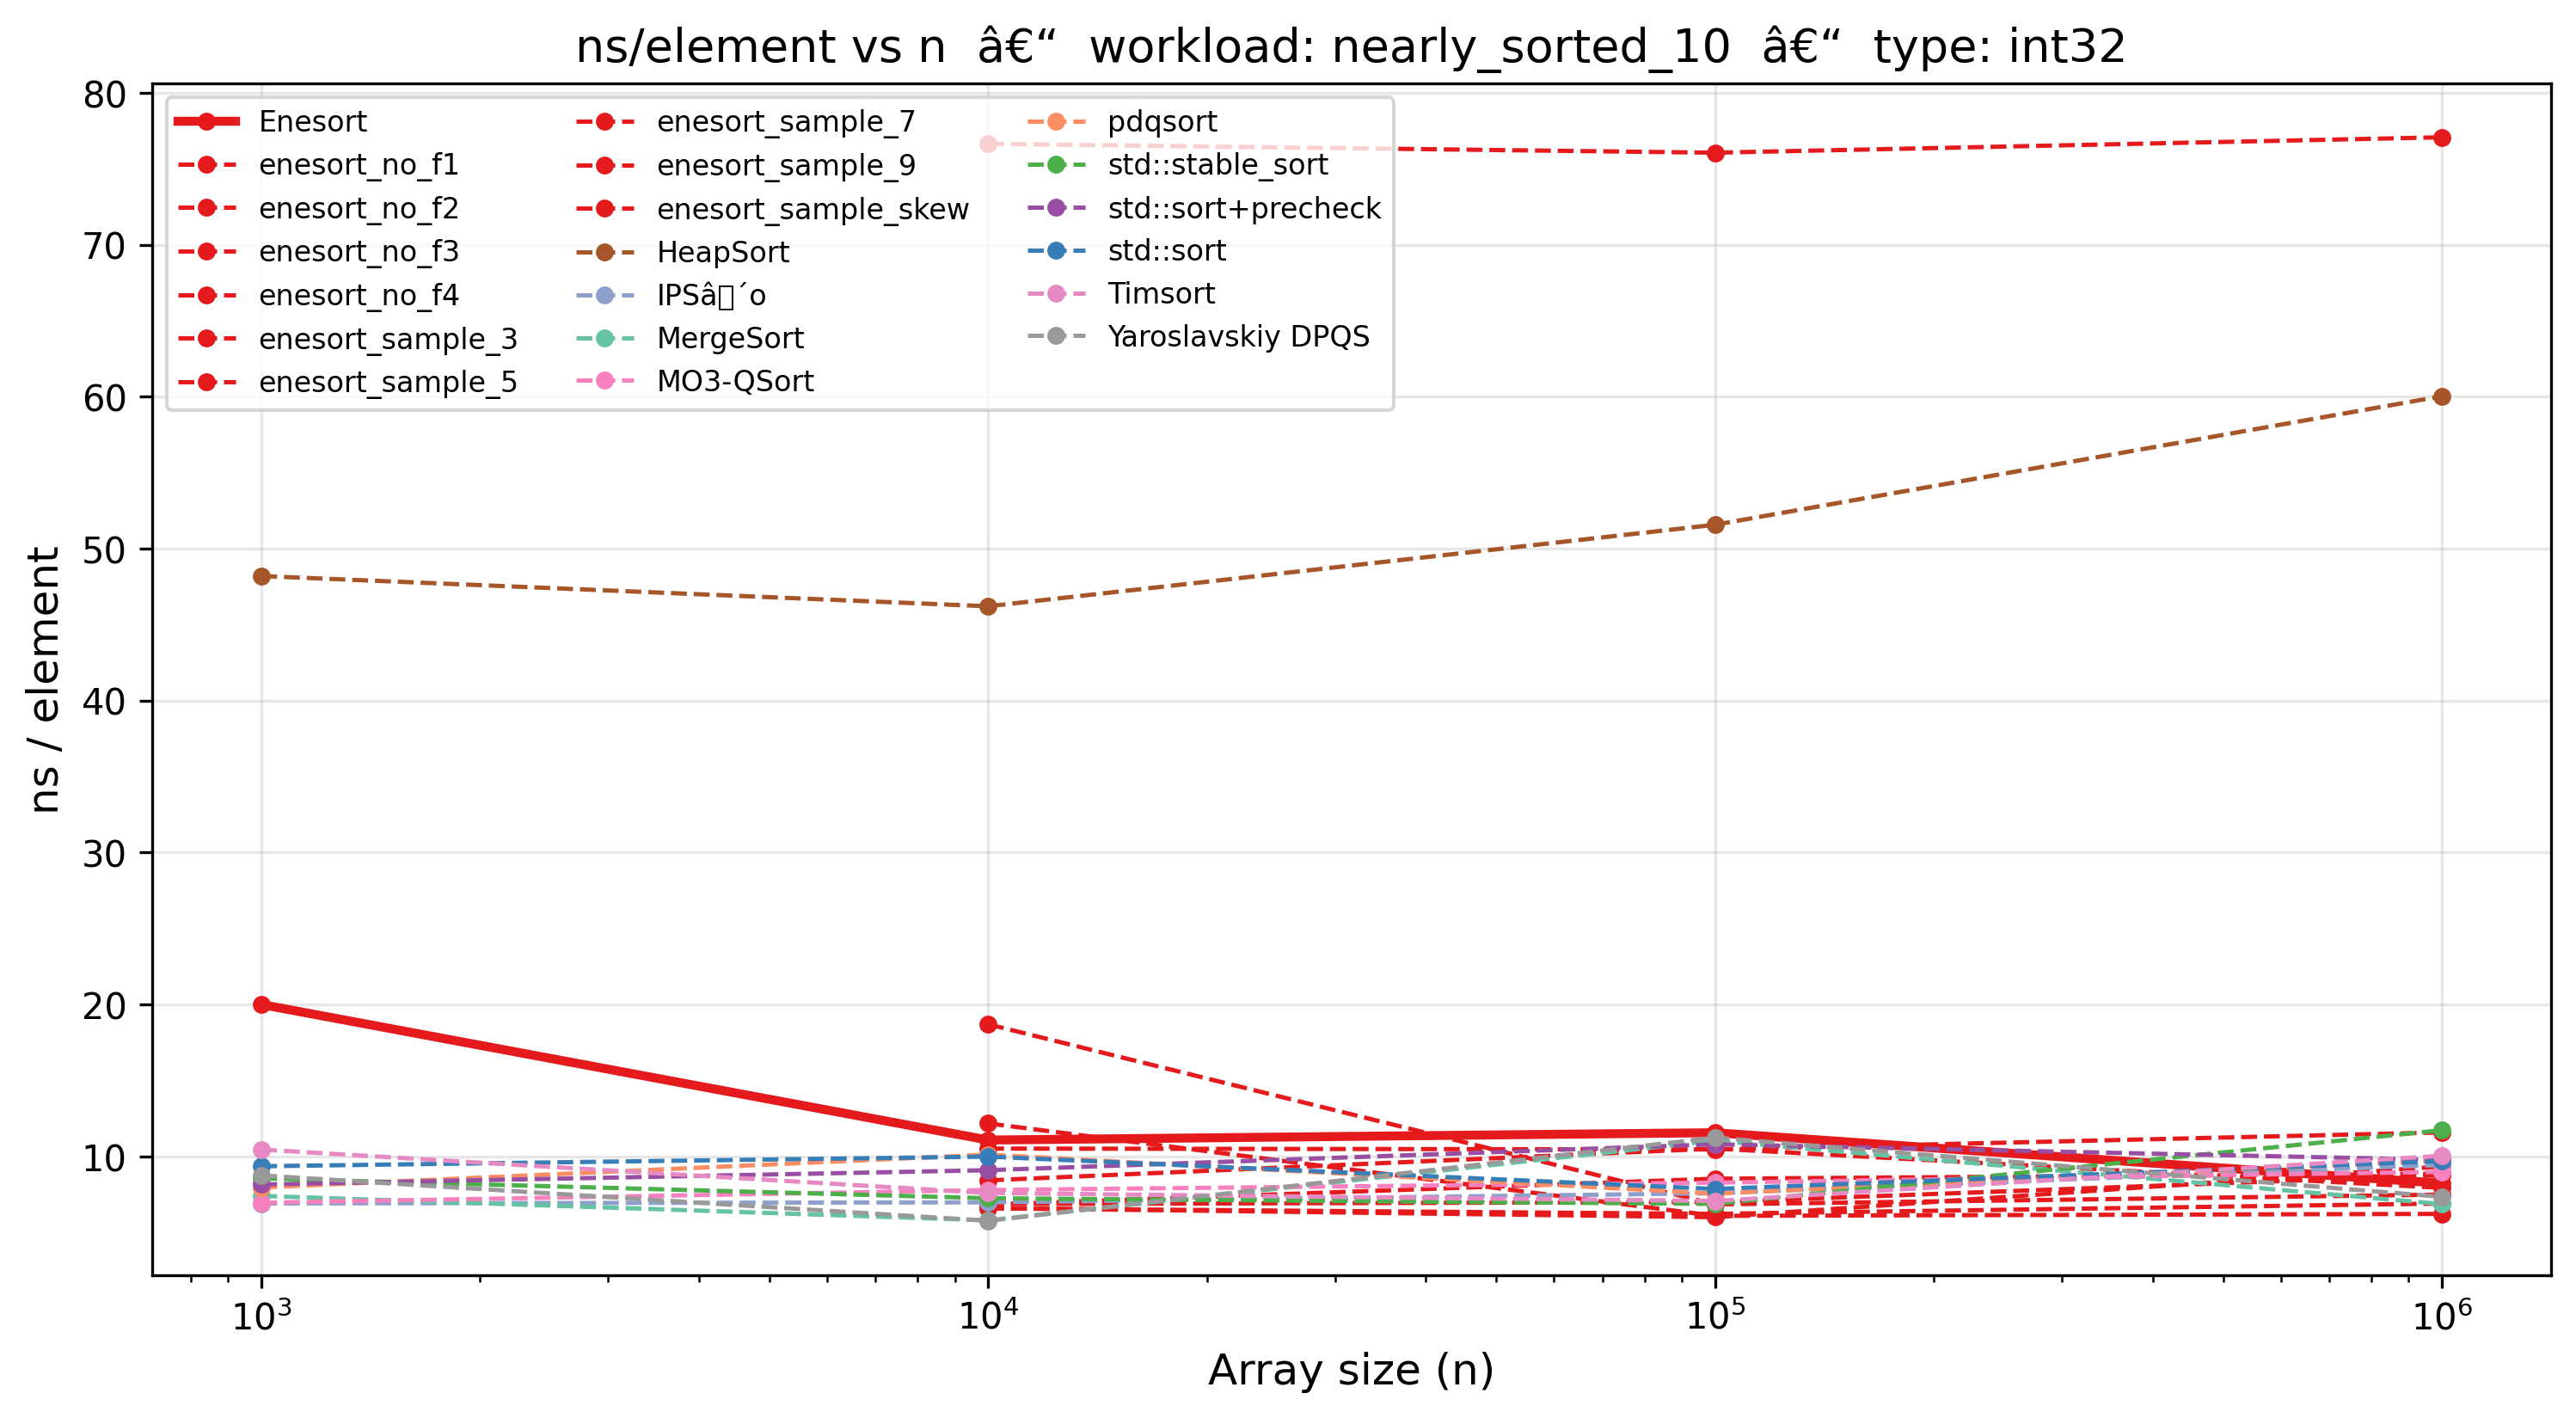 ns/element vs n â€“ workload: nearly_sorted_10 â€“ type: int32
80
70
60
50
40
30
20
10
ns / element
Enesort
enesort_no_f1
enesort_no_f2
enesort_no_f3
enesort_no_f4
enesort_sample_3
enesort_sample_5
enesort_sample_7
enesort_sample_9
enesort_sample_skew
HeapSort
IPSâ▯´o
MergeSort
MO3-QSort
pdqsort
std::stable_sort
std::sort+precheck
std::sort
Timsort
Yaroslavskiy DPQS
10³
10⁴
10⁵
10⁶
Array size (n)